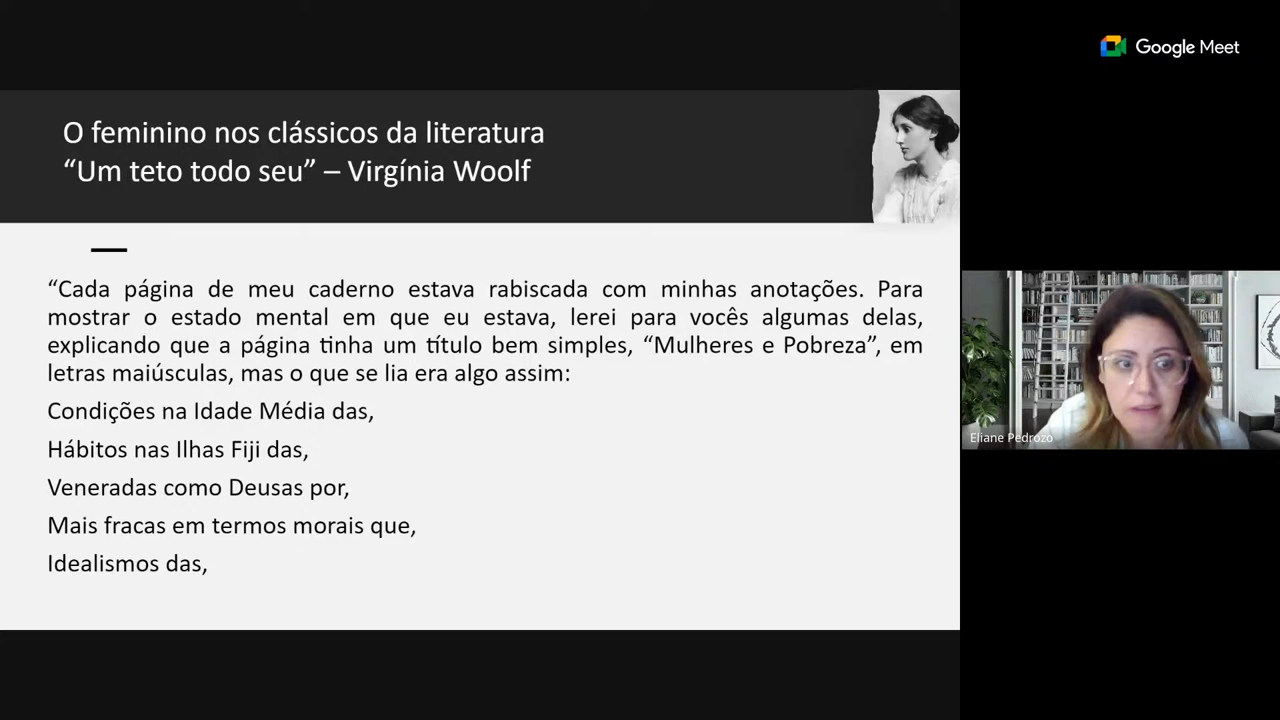 Google Meet
O feminino nos clássicos da literatura
“Um teto todo seu” – Virgínia Woolf
“Cada página de meu caderno estava rabiscada com minhas anotações. Para
mostrar o estado mental em que eu estava, lerei para vocês algumas delas,
explicando que a página tinha um título bem simples, “Mulheres e Pobreza”, em
letras maiúsculas, mas o que se lia era algo assim:
Condições na Idade Média das,
Hábitos nas Ilhas Fiji das,
Veneradas como Deusas por,
Mais fracas em termos morais que,
Idealismos das,
Eliane Pedrozo